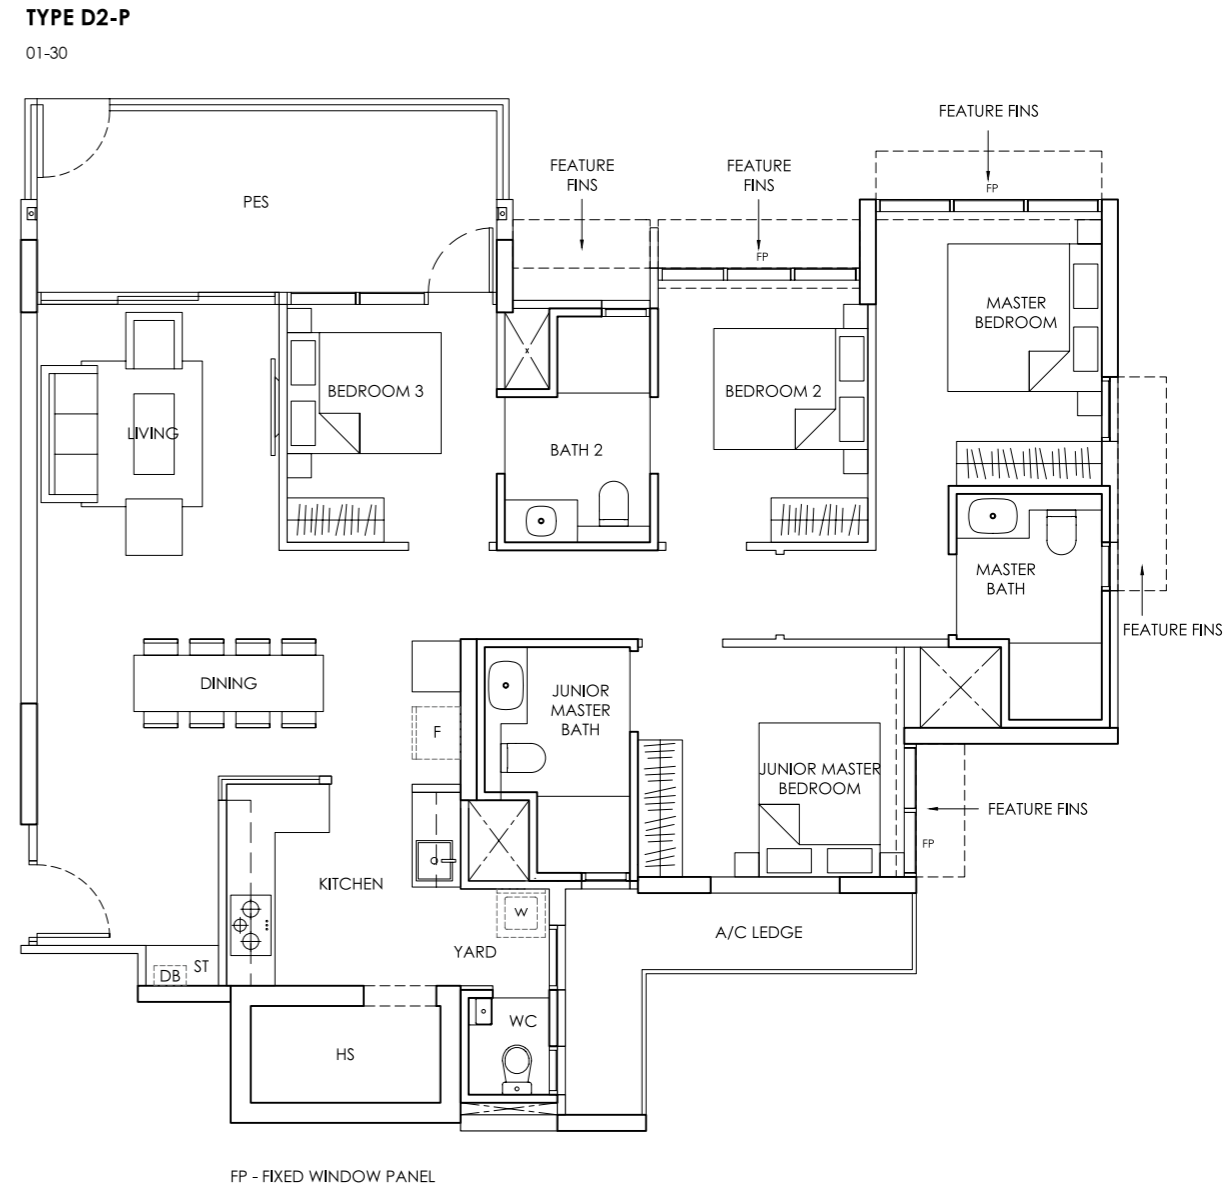 TYPE D2-P
01-30
FEATURE FINS
FEATURE
FINS
FEATURE
FINS
FP
PES
FP
MASTER
BEDROOM
BEDROOM 3
BEDROOM 2
LIVING
BATH 2
MASTER
BATH
FEATURE FINS
DINING
JUNIOR
MASTER
BATH
F
JUNIOR MASTER
BEDROOM
FEATURE FINS
FP
KITCHEN
W
A/C LEDGE
YARD
ST
DB
WC
HS
FP - FIXED WINDOW PANEL